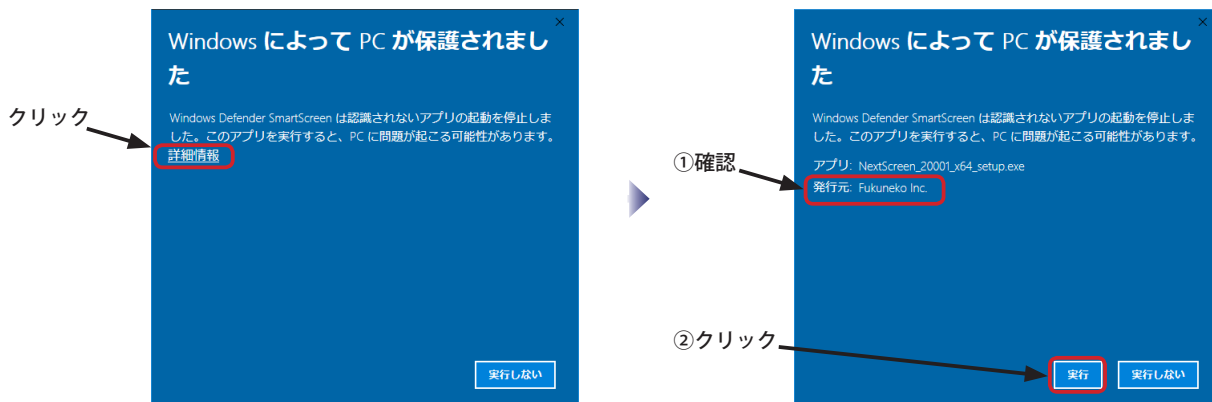 ×
Windows によって PC が保護されまし
た
クリック
Windows Defender SmartScreen は認識されないアプリの起動を停止しま
した。このアプリを実行すると、PC に問題が起こる可能性があります。
詳細情報
実行しない
×
Windows によって PC が保護されまし
た
Windows Defender SmartScreen は認識されないアプリの起動を停止しま
した。このアプリを実行すると、PC に問題が起こる可能性があります。
①確認
アプリ: NextScreen_20001_x64_setup.exe
発行元: Fukuneko Inc.
②クリック
実行
実行しない